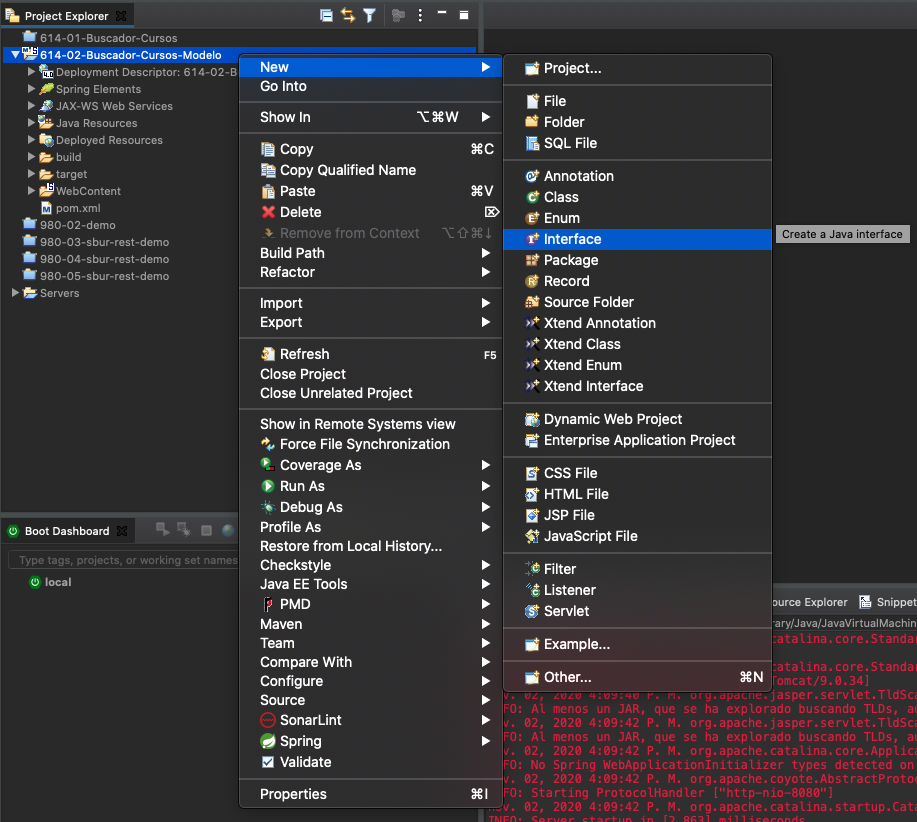 Project Explorer
614-01-Buscador-Cursos
614-02-Buscador-Cursos-Modelo
Deployment Descriptor: 614-02-B
Spring Elements
JAX-WS Web Services
Java Resources
Deployed Resources
build
target
WebContent
pom.xml
980-02-demo
980-03-sbur-rest-demo
980-04-sbur-rest-demo
980-05-sbur-rest-demo
Servers
New
Go Into
Show In ⌥⌘W
Copy ⌘C
Copy Qualified Name
Paste ⌘V
Delete ⌦
Remove from Context ⌥⇧⌘↓
Build Path
Refactor
Import
Export
Refresh F5
Close Project
Close Unrelated Project
Show in Remote Systems view
Force File Synchronization
Coverage As
Run As
Debug As
Profile As
Restore from Local History...
Checkstyle
Java EE Tools
PMD
Maven
Team
Compare With
Configure
Source
SonarLint
Spring
Validate
Properties ⌘I
Project...
File
Folder
SQL File
Annotation
Class
Enum
Interface
Package
Record
Source Folder
Xtend Annotation
Xtend Class
Xtend Enum
Xtend Interface
Dynamic Web Project
Enterprise Application Project
CSS File
HTML File
JSP File
JavaScript File
Filter
Listener
Servlet
Example...
Other... ⌘N
Create a Java interface
Boot Dashboard
Type tags, projects, or working set names
local
ource Explorer Snippet
rary/Java/JavaVirtualMachin
catalina.core.Standar
catalina.core.Standar
Tomcat/9.0.34]
v. 02, 2020 4:09:40 P. M. org.apache.jasper.servlet.TldSca
FO: Al menos un JAR, que se ha explorado buscando TLDs, au
v. 02, 2020 4:09:42 P. M. org.apache.jasper.servlet.TldSca
FO: Al menos un JAR, que se ha explorado buscando TLDs, au
v. 02, 2020 4:09:42 P. M. org.apache.catalina.core.Applica
FO: No Spring WebApplicationInitializer types detected on
v. 02, 2020 4:09:42 P. M. org.apache.coyote.AbstractProtoc
FO: Starting ProtocolHandler ["http-nio-8080"]
nov. 02, 2020 4:09:42 P. M. org.apache.catalina.startup.Cata
INFO: Server startup in [2.863] milliseconds